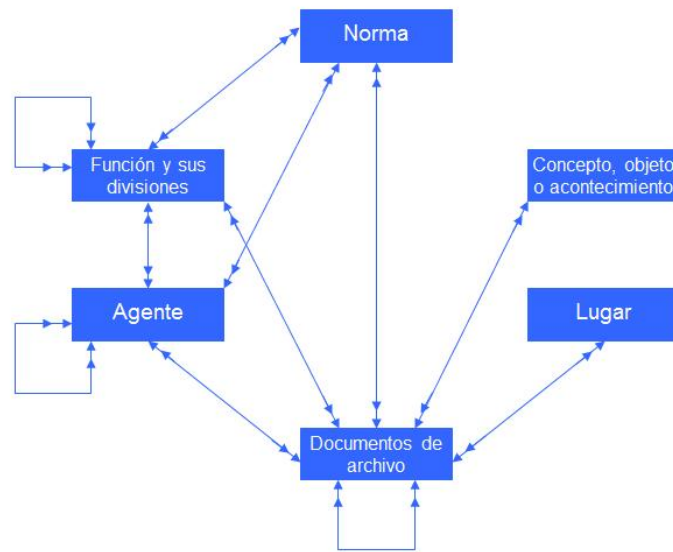 Norma
Función y sus
divisiones
Concepto, objeto
o acontecimiento
Agente
Lugar
Documentos de
archivo